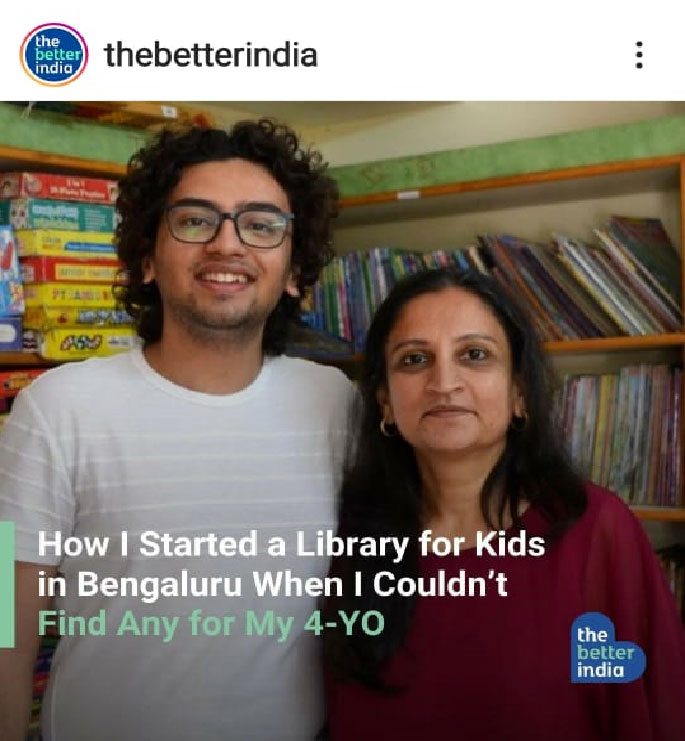 the
better
india
thebetterindia
How I Started a Library for Kids
in Bengaluru When I Couldn't
Find Any for My 4-YO
the
better
india